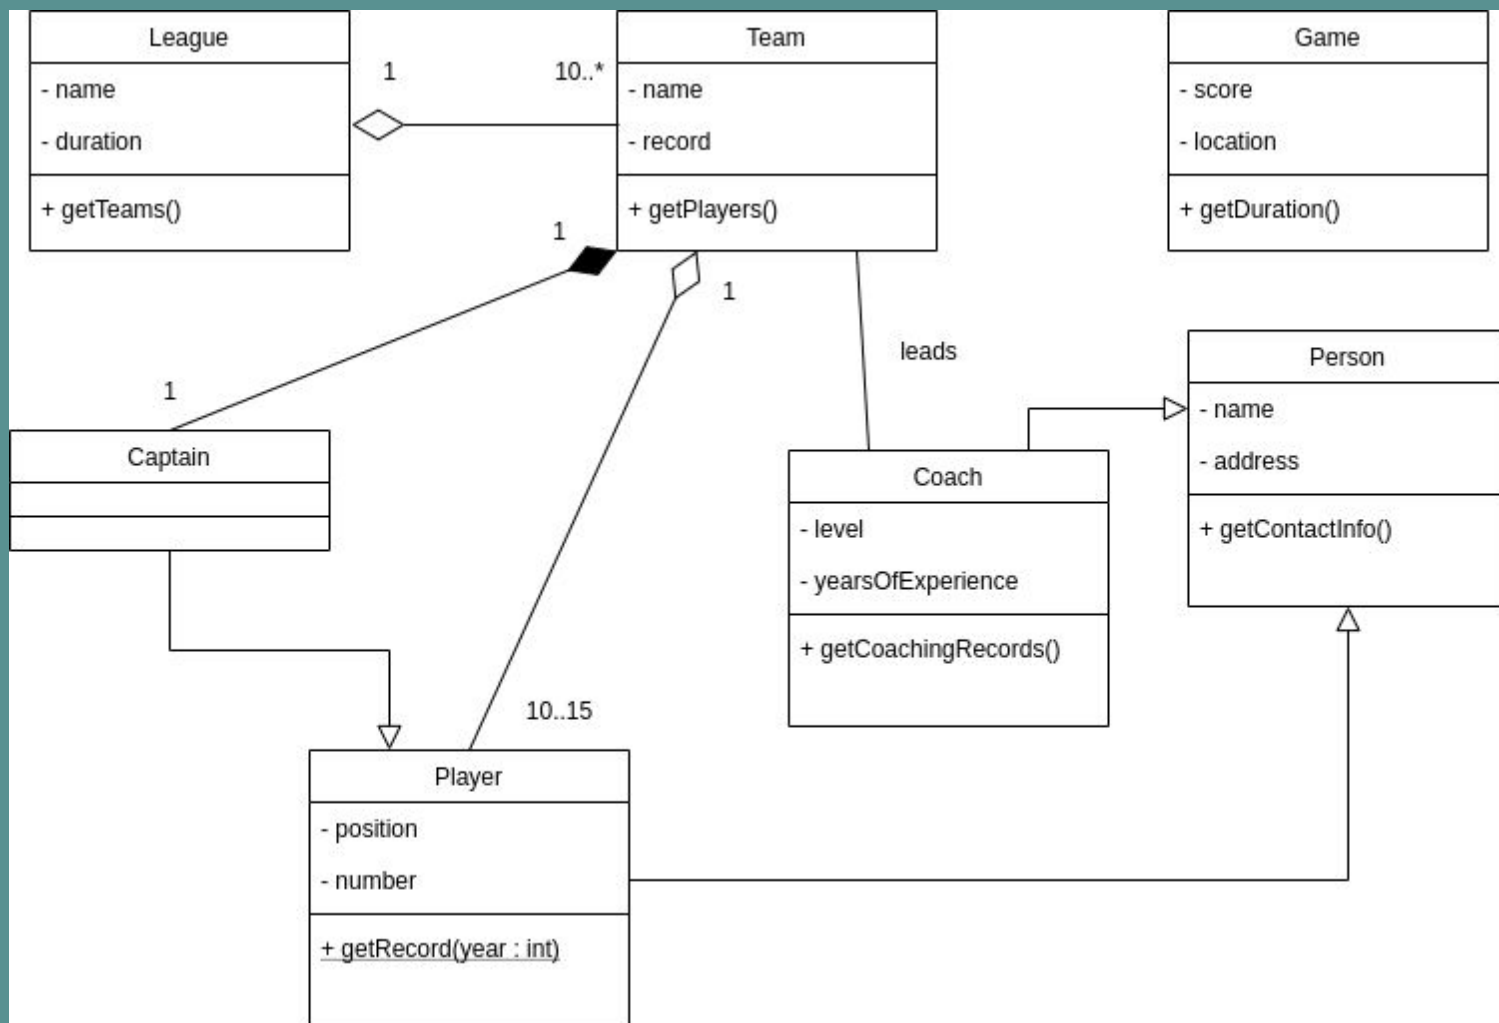 League
- name
- duration
+ getTeams()
1
10..*
Team
- name
- record
+ getPlayers()
Game
- score
- location
+ getDuration()
1
1
1
leads
Person
- name
- address
+ getContactInfo()
Captain
Coach
- level
- yearsOfExperience
+ getCoachingRecords()
10..15
Player
- position
- number
+ getRecord(year : int)